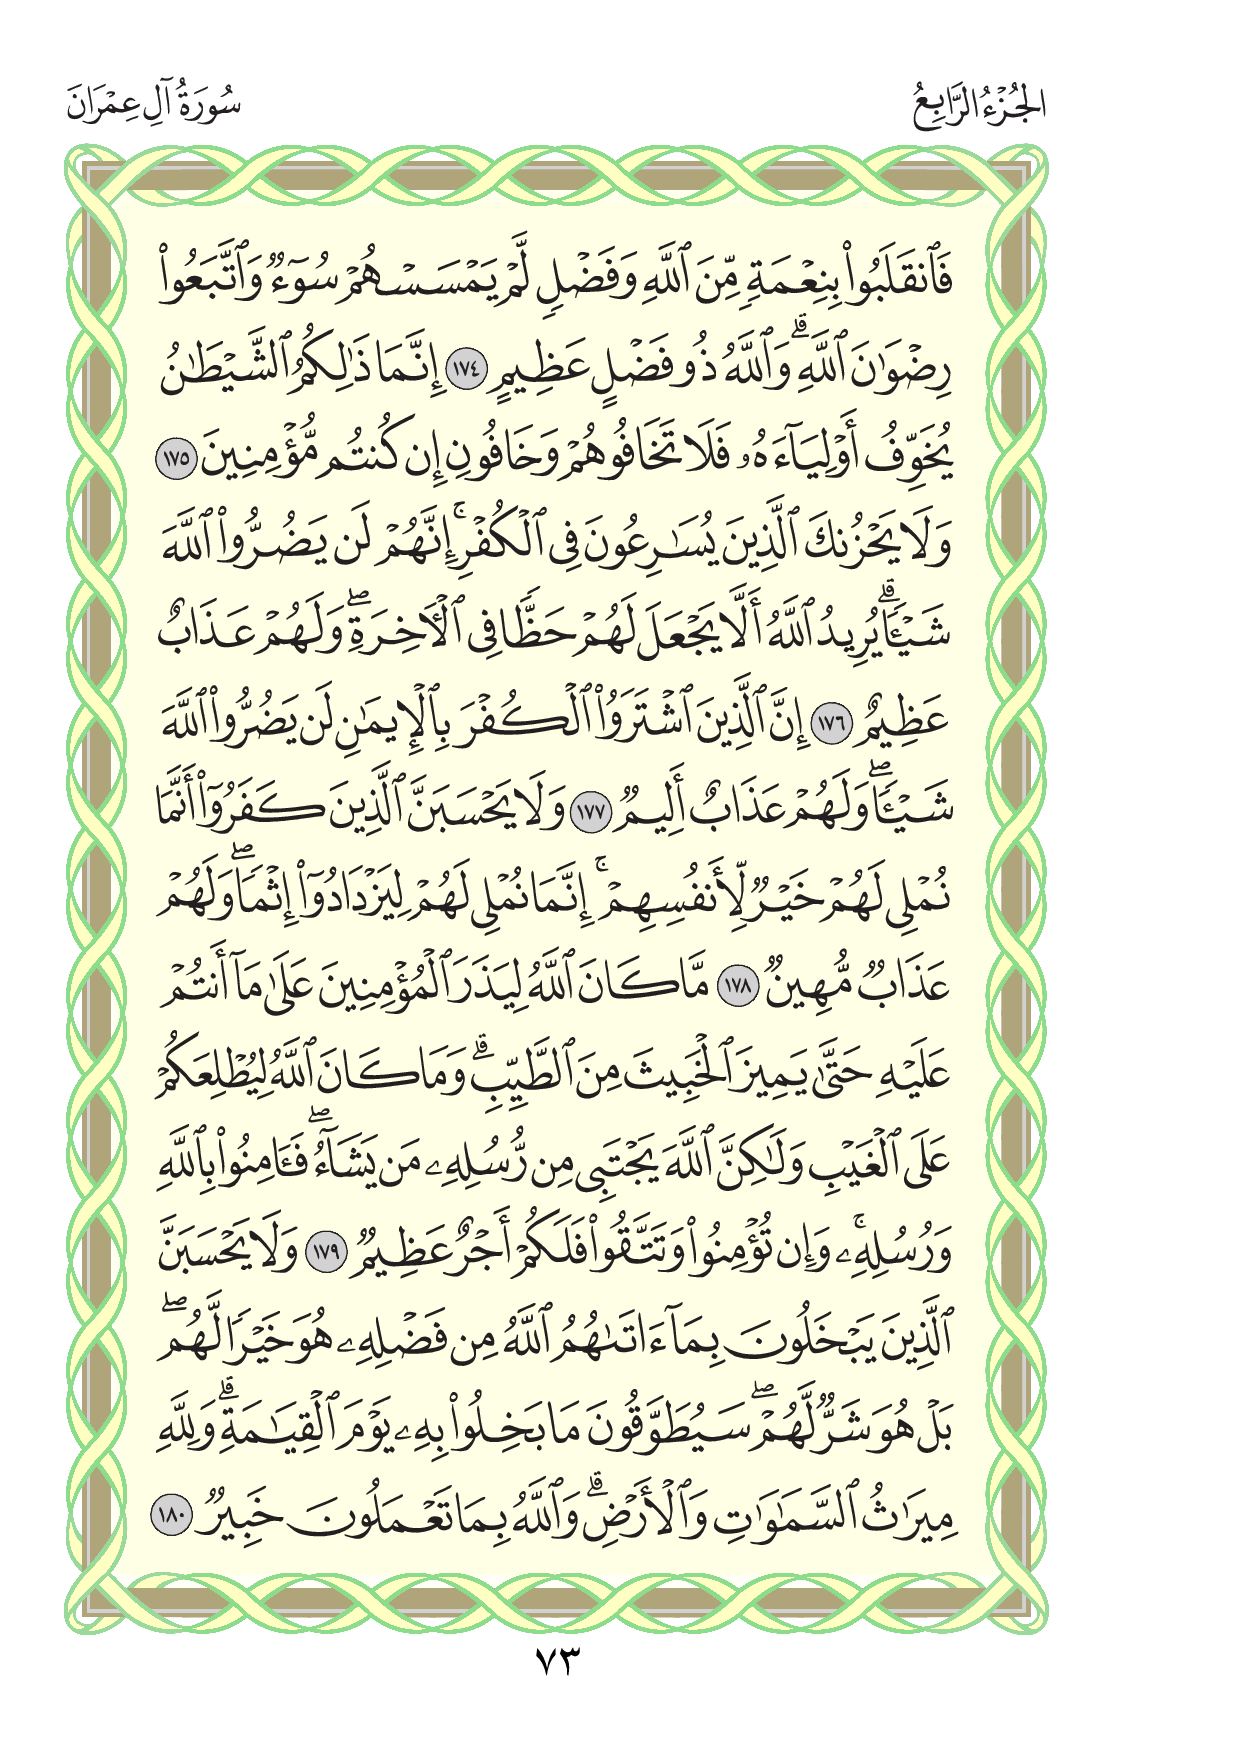 الجُزْءُ الرَّابِعُ
سُورَةُ آلِ عِمْرَانَ
فَٱنقَلَبُوا۟ بِنِعْمَةٍ مِّنَ ٱللَّهِ وَفَضْلٍ لَّمْ يَمْسَسْهُمْ سُوٓءٌ وَٱتَّبَعُوا۟
رِضْوَٰنَ ٱللَّهِ ۗ وَٱللَّهُ ذُو فَضْلٍ عَظِيمٍ ١٧٤ إِنَّمَا ذَٰلِكُمُ ٱلشَّيْطَٰنُ
يُخَوِّفُ أَوْلِيَآءَهُۥ فَلَا تَخَافُوهُمْ وَخَافُونِ إِن كُنتُم مُّؤْمِنِينَ ١٧٥
وَلَا يَحْزُنكَ ٱلَّذِينَ يُسَٰرِعُونَ فِى ٱلْكُفْرِ ۚ إِنَّهُمْ لَن يَضُرُّوا۟ ٱللَّهَ
شَيْـًٔا ۗ يُرِيدُ ٱللَّهُ أَلَّا يَجْعَلَ لَهُمْ حَظًّا فِى ٱلْـَٔاخِرَةِ ۖ وَلَهُمْ عَذَابٌ
عَظِيمٌ ١٧٦ إِنَّ ٱلَّذِينَ ٱشْتَرَوُا۟ ٱلْكُفْرَ بِٱلْإِيمَٰنِ لَن يَضُرُّوا۟ ٱللَّهَ
شَيْـًٔا ۖ وَلَهُمْ عَذَابٌ أَلِيمٌ ١٧٧ وَلَا يَحْسَبَنَّ ٱلَّذِينَ كَفَرُوٓا۟ أَنَّمَا
نُمْلِى لَهُمْ خَيْرٌ لِّأَنفُسِهِمْ ۚ إِنَّمَا نُمْلِى لَهُمْ لِيَزْدَادُوٓا۟ إِثْمًا ۖ وَلَهُمْ
عَذَابٌ مُّهِينٌ ١٧٨ مَّا كَانَ ٱللَّهُ لِيَذَرَ ٱلْمُؤْمِنِينَ عَلَىٰ مَآ أَنتُمْ
عَلَيْهِ حَتَّىٰ يَمِيزَ ٱلْخَبِيثَ مِنَ ٱلطَّيِّبِ ۗ وَمَا كَانَ ٱللَّهُ لِيُطْلِعَكُمْ
عَلَى ٱلْغَيْبِ وَلَٰكِنَّ ٱللَّهَ يَجْتَبِى مِن رُّسُلِهِۦ مَن يَشَآءُ ۖ فَـَٔامِنُوا۟ بِٱللَّهِ
وَرُسُلِهِۦ ۚ وَإِن تُؤْمِنُوا۟ وَتَتَّقُوا۟ فَلَكُمْ أَجْرٌ عَظِيمٌ ١٧٩ وَلَا يَحْسَبَنَّ
ٱلَّذِينَ يَبْخَلُونَ بِمَآ ءَاتَىٰهُمُ ٱللَّهُ مِن فَضْلِهِۦ هُوَ خَيْرًا لَّهُم ۖ
بَلْ هُوَ شَرٌّ لَّهُمْ ۖ سَيُطَوَّقُونَ مَا بَخِلُوا۟ بِهِۦ يَوْمَ ٱلْقِيَٰمَةِ ۗ وَلِلَّهِ
مِيرَٰثُ ٱلسَّمَٰوَٰتِ وَٱلْأَرْضِ ۗ وَٱللَّهُ بِمَا تَعْمَلُونَ خَبِيرٌ ١٨٠
٧٣